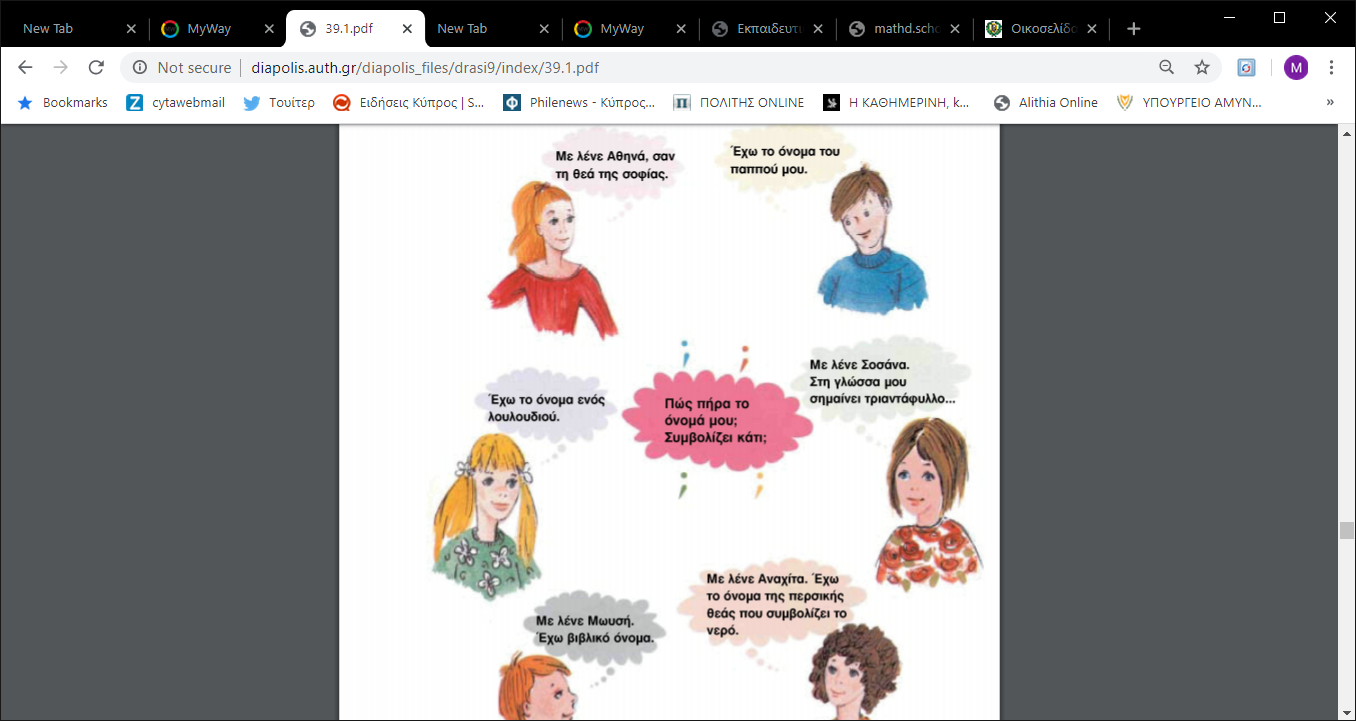 New Tab
MyWay
39.1.pdf
New Tab
MyWay
Εκπαιδευτι
mathd.scho
Οικοσελίδα
Not secure
diapolis.auth.gr/diapolis_files/drasi9/index/39.1.pdf
M
Bookmarks
cytawebmail
Τουίτερ
Ειδήσεις Κύπρος | S...
Philenews - Κύπρος...
ΠΟΛΙΤΗΣ ONLINE
Η ΚΑΘΗΜΕΡΙΝΗ, k...
Alithia Online
ΥΠΟΥΡΓΕΙΟ ΑΜΥΝ...
»
Με λένε Αθηνά, σαν
τη θεά της σοφίας.
Έχω το όνομα του
παππού μου.
Έχω το όνομα ενός
λουλουδιού.
;
;
Πώς πήρα το
όνομά μου;
Συμβολίζει κάτι;
;
;
Με λένε Σοσάνα.
Στη γλώσσα μου
σημαίνει τριαντάφυλλο...
Με λένε Μωυσή.
Έχω βιβλικό όνομα.
Με λένε Αναχίτα. Έχω
το όνομα της περσικής
θεάς που συμβολίζει το
νερό.